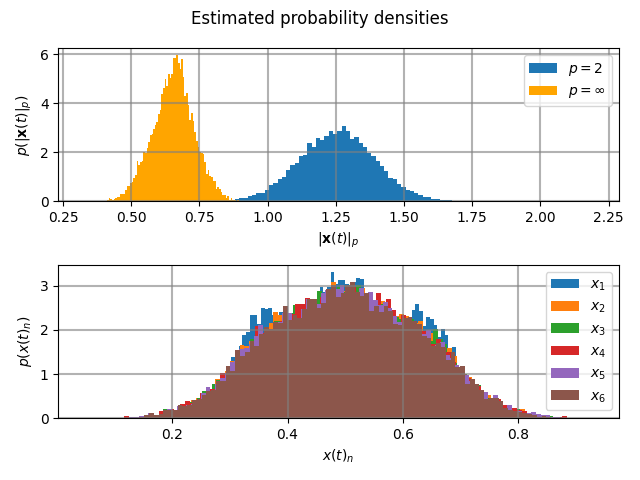 Estimated probability densities
p(|x(t)|ₚ)
6
4
2
0
p = 2
p = ∞
0.25 0.50 0.75 1.00 1.25 1.50 1.75 2.00 2.25
|x(t)|ₚ
p(x(t)ₙ)
3
2
1
0
x₁
x₂
x₃
x₄
x₅
x₆
0.2 0.4 0.6 0.8
x(t)ₙ